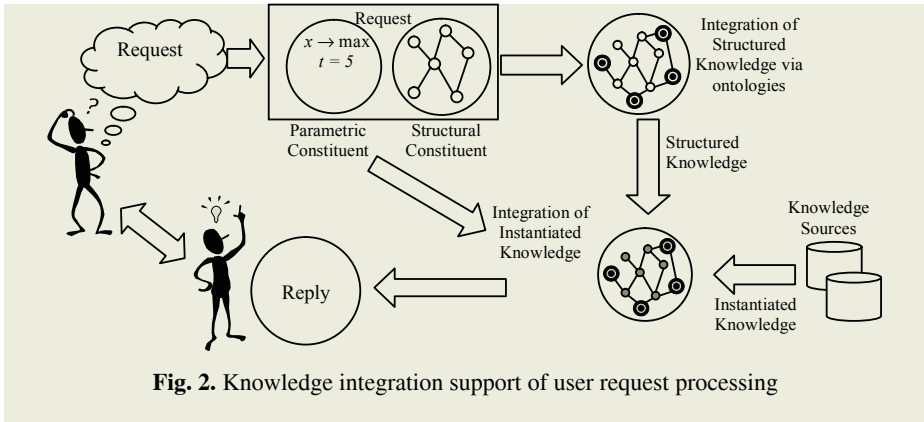 Request
Request
x → max
t = 5
Parametric
Constituent
Structural
Constituent
Integration of
Structured
Knowledge via
ontologies
Structured
Knowledge
?
Integration of
Instantiated
Knowledge
Knowledge
Sources
Instantiated
Knowledge
Reply
Fig. 2. Knowledge integration support of user request processing